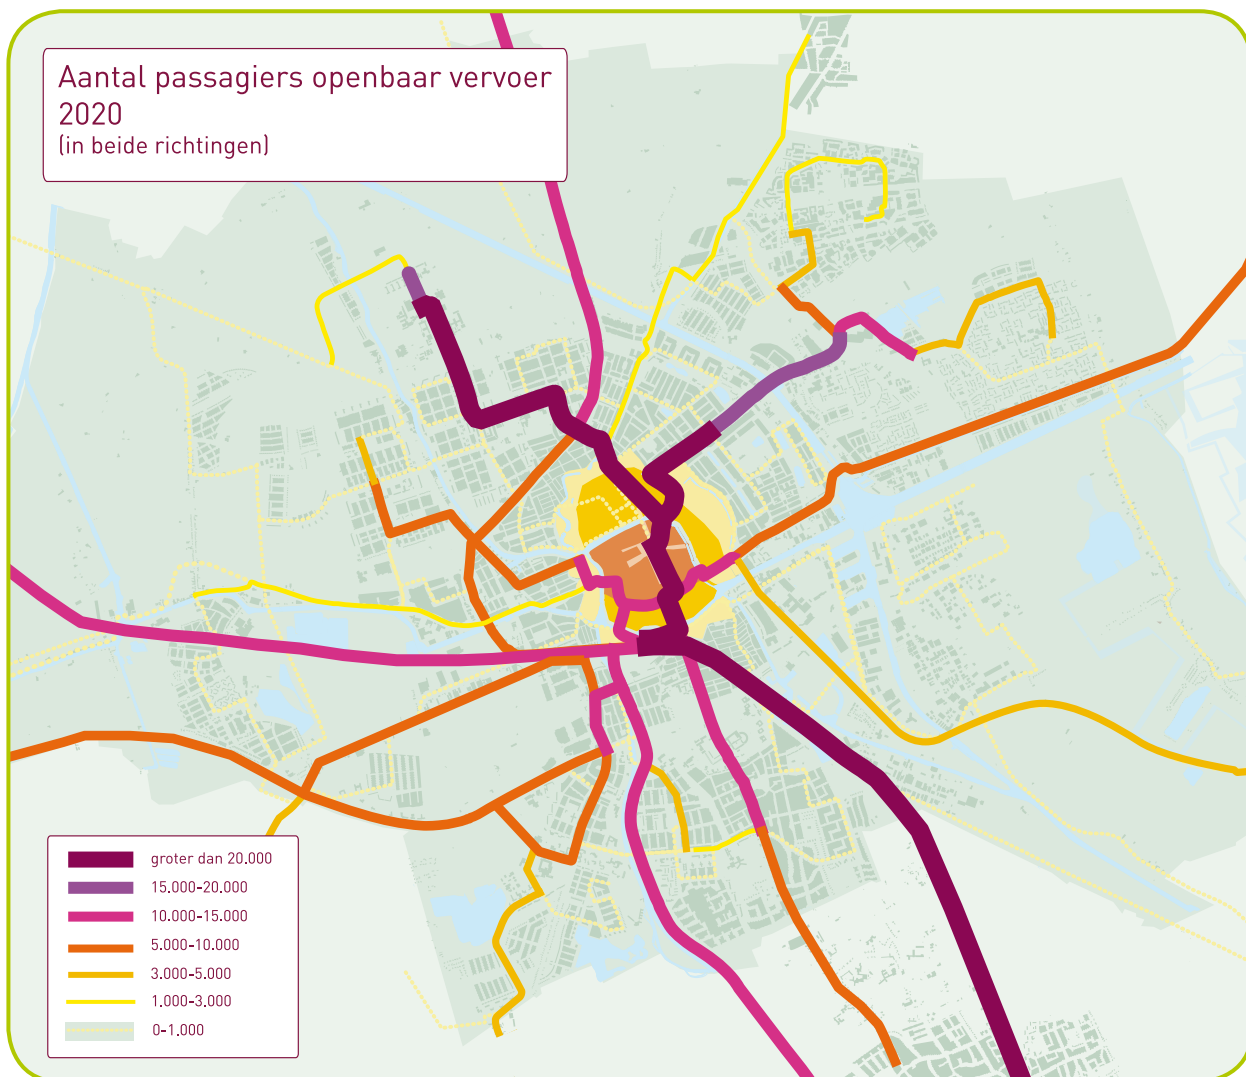 Aantal passagiers openbaar vervoer
2020
(in beide richtingen)
groter dan 20.000
15.000-20.000
10.000-15.000
5.000-10.000
3.000-5.000
1.000-3.000
0-1.000